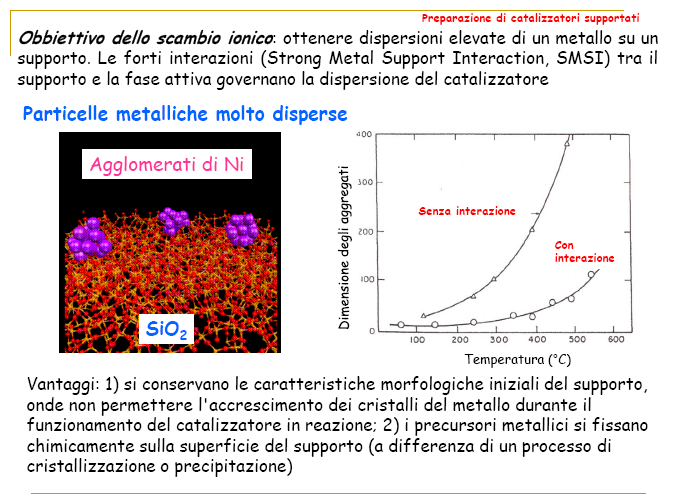 Preparazione di catalizzatori supportati
Obbiettivo dello scambio ionico: ottenere dispersioni elevate di un metallo su un
supporto. Le forti interazioni (Strong Metal Support Interaction, SMSI) tra il
supporto e la fase attiva governano la dispersione del catalizzatore
Particelle metalliche molto disperse
Agglomerati di Ni
SiO2
Dimensione degli aggregati
400
300
200
100
0
Senza interazione
Con
interazione
100 200 300 400 500 600
Temperatura (°C)
Vantaggi: 1) si conservano le caratteristiche morfologiche iniziali del supporto,
onde non permettere l'accrescimento dei cristalli del metallo durante il
funzionamento del catalizzatore in reazione; 2) i precursori metallici si fissano
chimicamente sulla superficie del supporto (a differenza di un processo di
cristallizzazione o precipitazione)